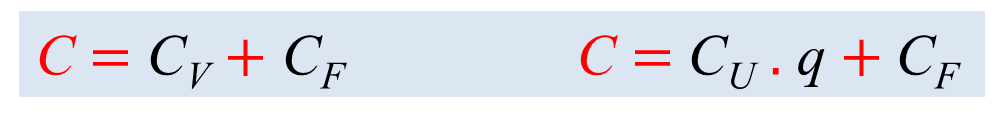 C = C_V + C_F C = C_U . q + C_F